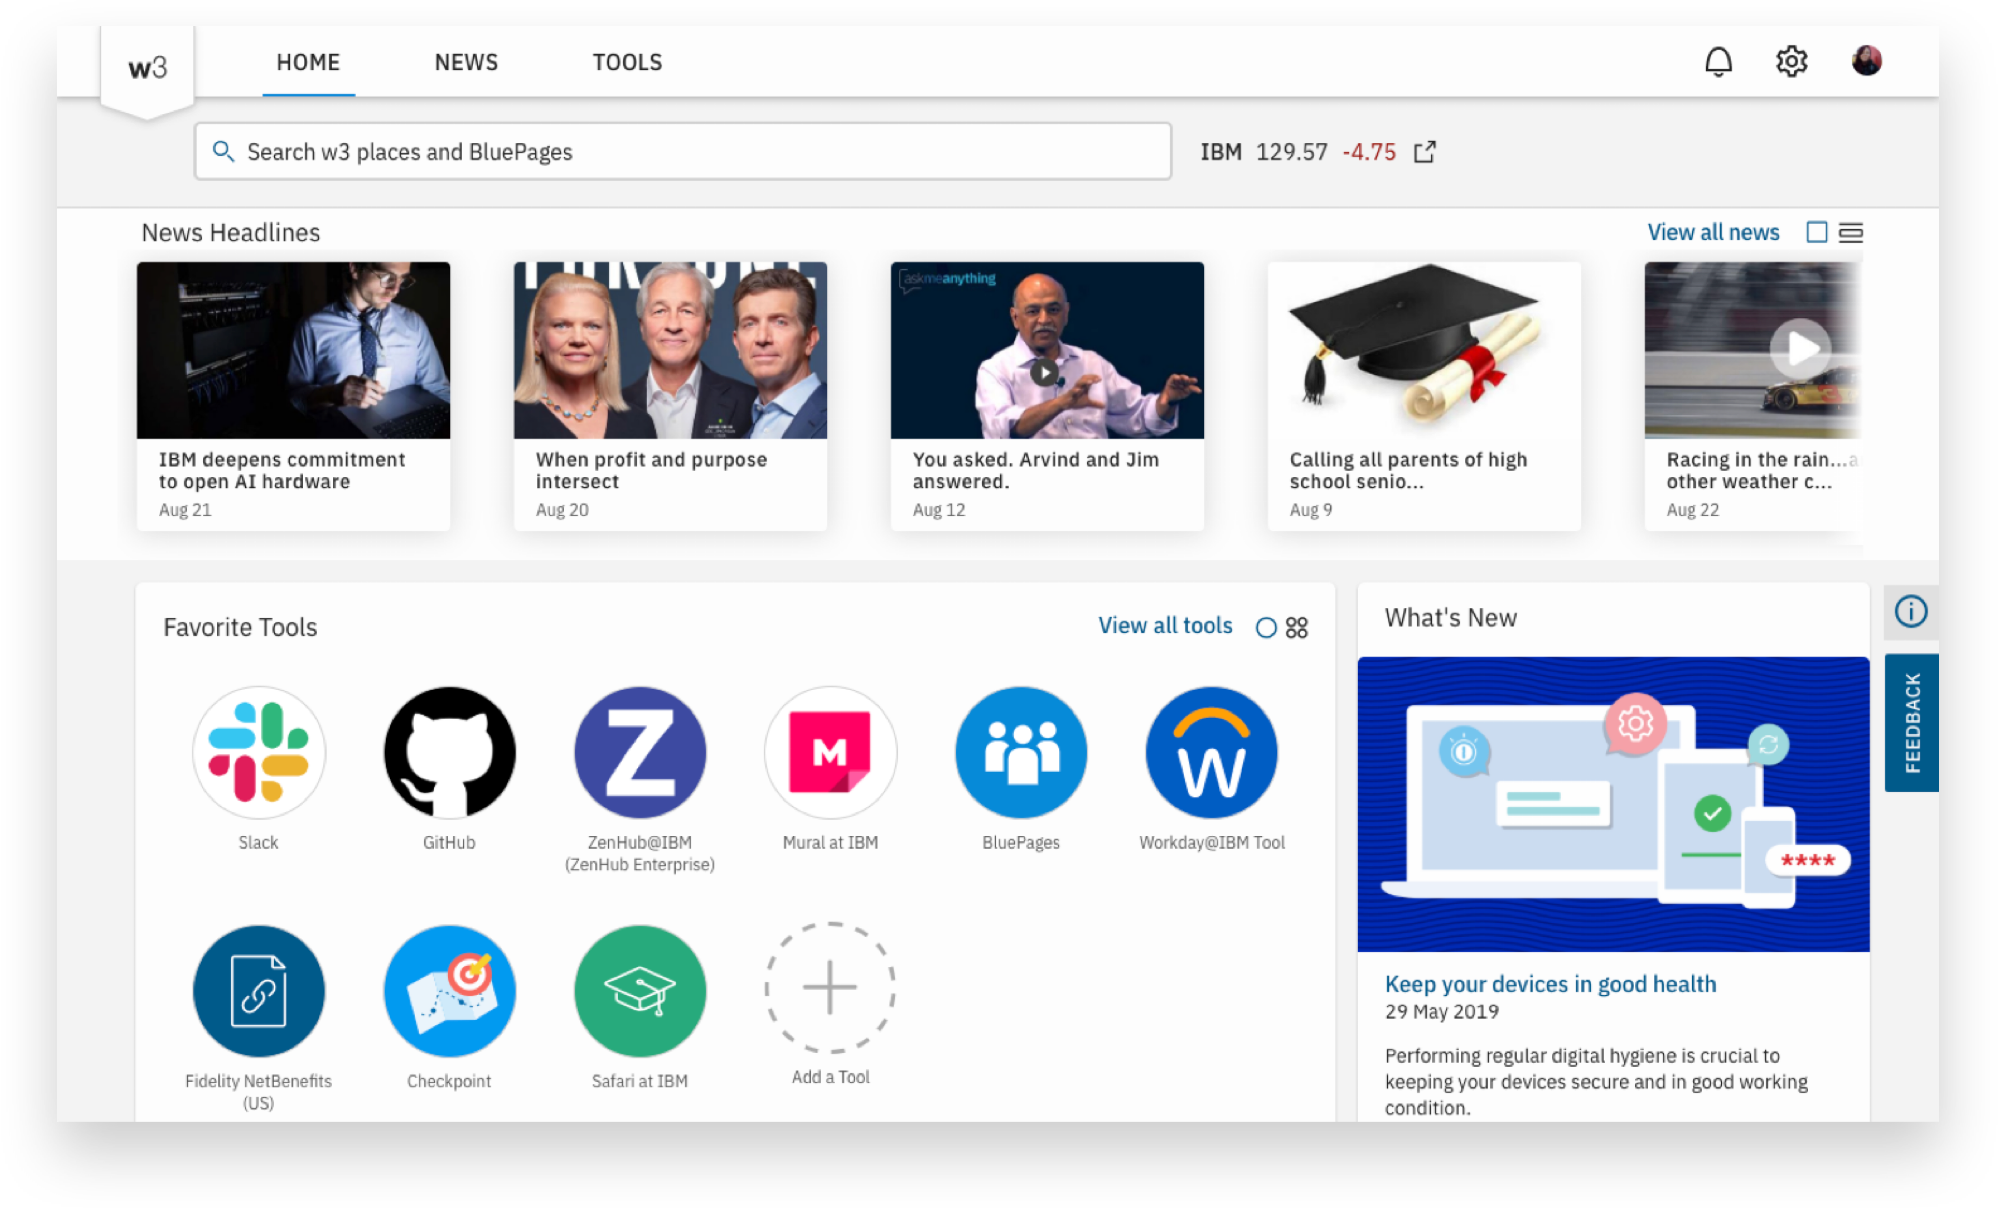 w3
HOME
NEWS
TOOLS
Search w3 places and BluePages
IBM 129.57 -4.75
News Headlines
View all news
IBM deepens commitment
to open AI hardware
Aug 21
When profit and purpose
intersect
Aug 20
askmeanything
You asked. Arvind and Jim
answered.
Aug 12
Calling all parents of high
school senio...
Aug 9
Racing in the rain...a
other weather c...
Aug 22
Favorite Tools
View all tools
Z
M
W
Slack
GitHub
ZenHub@IBM
(ZenHub Enterprise)
Mural at IBM
BluePages
Workday@IBM Tool
Fidelity NetBenefits
(US)
Checkpoint
Safari at IBM
Add a Tool
What's New
****
Keep your devices in good health
29 May 2019
Performing regular digital hygiene is crucial to
keeping your devices secure and in good working
condition.
FEEDBACK